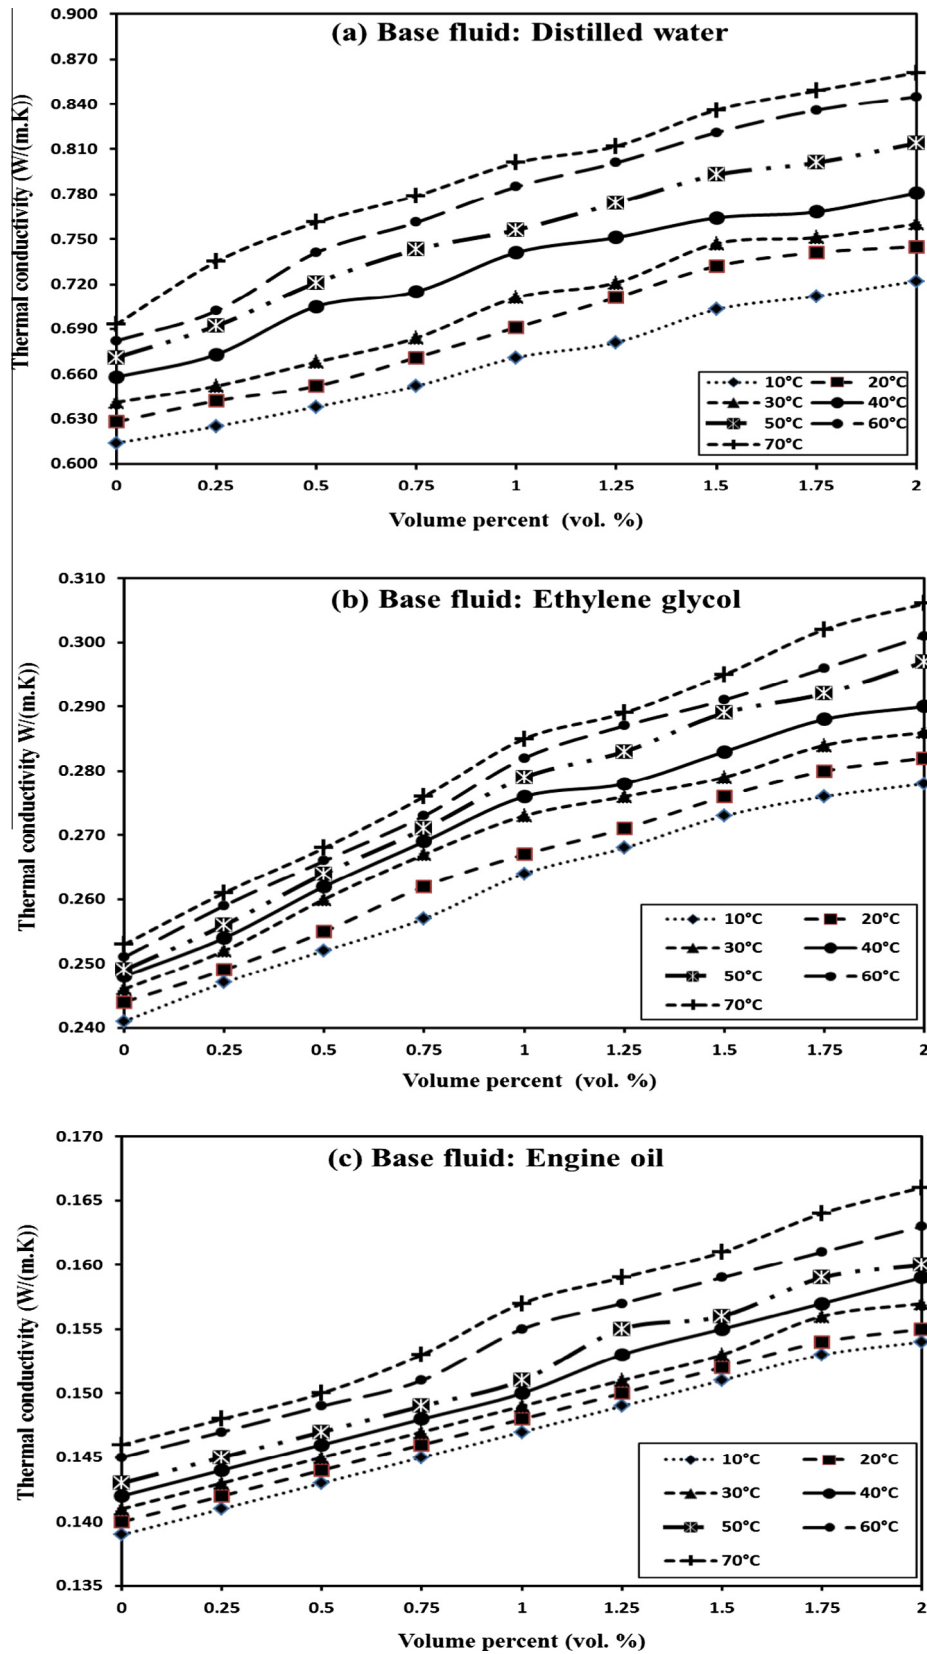 (a) Base fluid: Distilled water
Thermal conductivity (W/(m.K))
0.900
0.870
0.840
0.810
0.780
0.750
0.720
0.690
0.660
0.630
0.600
10°C 20°C
30°C 40°C
50°C 60°C
70°C
0 0.25 0.5 0.75 1 1.25 1.5 1.75 2
Volume percent (vol. %)
(b) Base fluid: Ethylene glycol
Thermal conductivity W/(m.K))
0.310
0.300
0.290
0.280
0.270
0.260
0.250
0.240
10°C 20°C
30°C 40°C
50°C 60°C
70°C
0 0.25 0.5 0.75 1 1.25 1.5 1.75 2
Volume percent (vol. %)
(c) Base fluid: Engine oil
Thermal conductivity (W/(m.K))
0.170
0.165
0.160
0.155
0.150
0.145
0.140
0.135
10°C 20°C
30°C 40°C
50°C 60°C
70°C
0 0.25 0.5 0.75 1 1.25 1.5 1.75 2
Volume percent (vol. %)